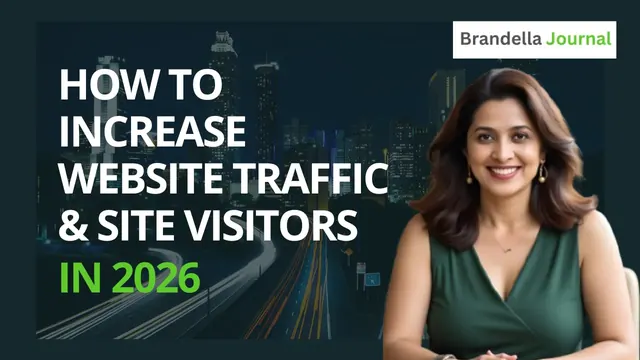 Brandella Journal
HOW TO
INCREASE
WEBSITE TRAFFIC
& SITE VISITORS
IN 2026